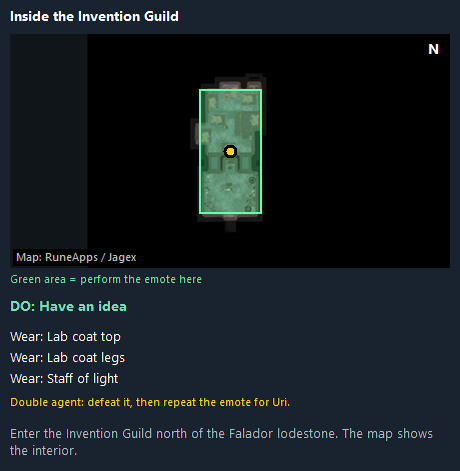 Inside the Invention Guild
N
Map: RuneApps / Jagex
Green area = perform the emote here
DO: Have an idea
Wear: Lab coat top
Wear: Lab coat legs
Wear: Staff of light
Double agent: defeat it, then repeat the emote for Uri.
Enter the Invention Guild north of the Falador lodestone. The map shows
the interior.